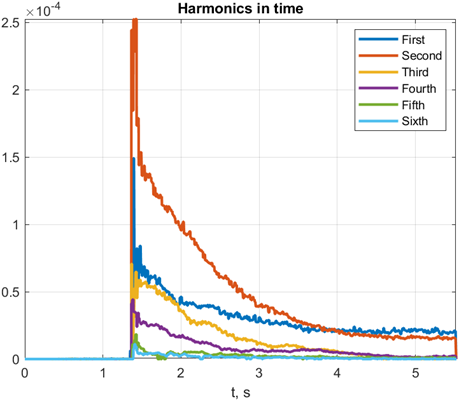 Harmonics in time
×10⁻⁴
2.5
2
1.5
1
0.5
0
0 1 2 3 4 5
t, s
First
Second
Third
Fourth
Fifth
Sixth